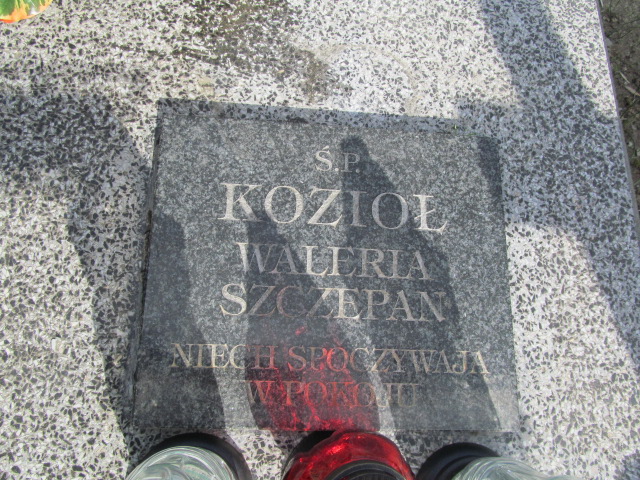 Ś.P.
KOZIOŁ
WALERIA
SZCZEPAN
NIECH SPOCZYWAJĄ
W POKOJU